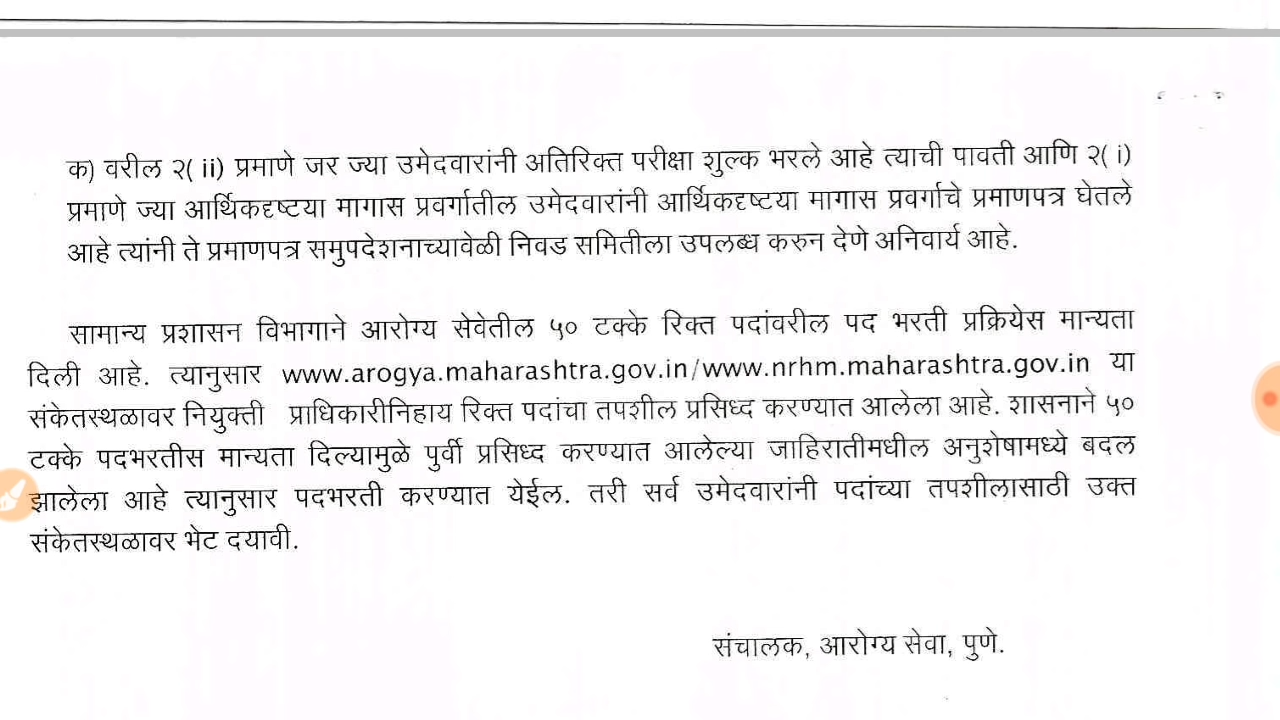 क) वरील २( ii) प्रमाणे जर ज्या उमेदवारांनी अतिरिक्त परीक्षा शुल्क भरले आहे त्याची पावती आणि २( i)
प्रमाणे ज्या आर्थिकदृष्टया मागास प्रवर्गातील उमेदवारांनी आर्थिकदृष्टया मागास प्रवर्गाचे प्रमाणपत्र घेतले
आहे त्यांनी ते प्रमाणपत्र समुपदेशनाच्यावेळी निवड समितीला उपलब्ध करुन देणे अनिवार्य आहे.
सामान्य प्रशासन विभागाने आरोग्य सेवेतील ५० टक्के रिक्त पदांवरील पद भरती प्रक्रियेस मान्यता
दिली आहे. त्यानुसार www.arogya.maharashtra.gov.in/www.nrhm.maharashtra.gov.in या
संकेतस्थळावर नियुक्ती प्राधिकारीनिहाय रिक्त पदांचा तपशील प्रसिध्द करण्यात आलेला आहे. शासनाने ५०
टक्के पदभरतीस मान्यता दिल्यामुळे पुर्वी प्रसिध्द करण्यात आलेल्या जाहिरातीमधील अनुशेषामध्ये बदल
झालेला आहे त्यानुसार पदभरती करण्यात येईल. तरी सर्व उमेदवारांनी पदांच्या तपशीलासाठी उक्त
संकेतस्थळावर भेट दयावी.
संचालक, आरोग्य सेवा, पुणे.